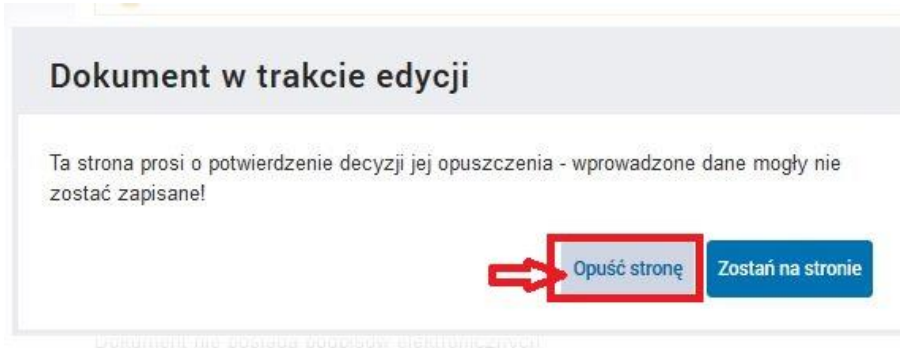 Dokument w trakcie edycji
Ta strona prosi o potwierdzenie decyzji jej opuszczenia - wprowadzone dane mogły nie
zostać zapisane!
Opuść stronę Zostań na stronie
Dokument nie posiada podpisów elektronicznych